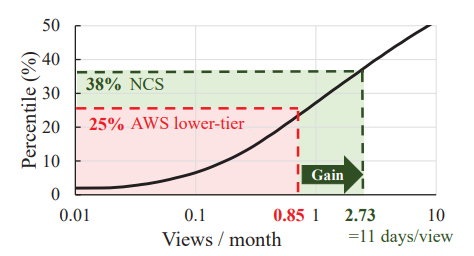 50
40
30
20
10
0
Percentile (%)
38% NCS
25% AWS lower-tier
Gain
0.01 0.1 0.85 1 2.73 10
Views / month
=11 days/view